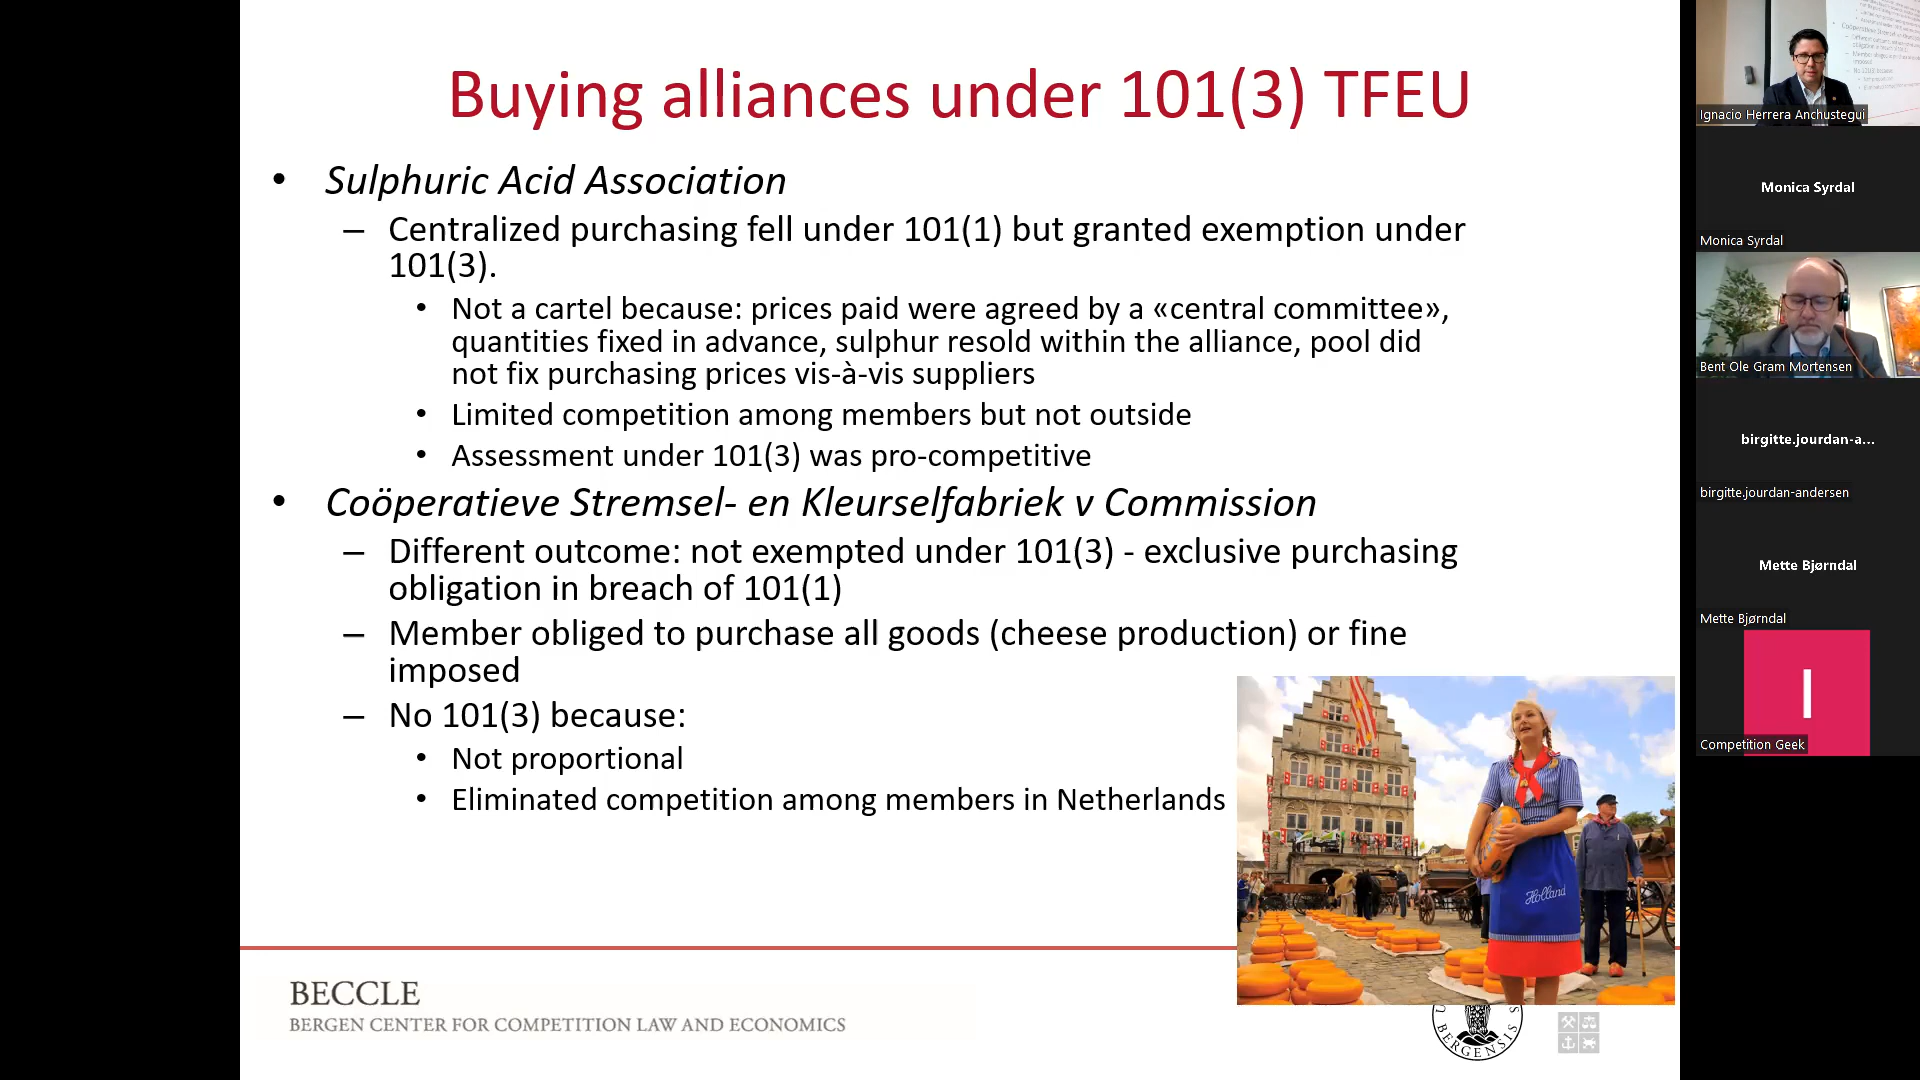 Buying alliances under 101(3) TFEU
• Sulphuric Acid Association
– Centralized purchasing fell under 101(1) but granted exemption under
101(3).
• Not a cartel because: prices paid were agreed by a «central committee»,
quantities fixed in advance, sulphur resold within the alliance, pool did
not fix purchasing prices vis-à-vis suppliers
• Limited competition among members but not outside
• Assessment under 101(3) was pro-competitive
• Coöperatieve Stremsel- en Kleurselfabriek v Commission
– Different outcome: not exempted under 101(3) - exclusive purchasing
obligation in breach of 101(1)
– Member obliged to purchase all goods (cheese production) or fine
imposed
– No 101(3) because:
• Not proportional
• Eliminated competition among members in Netherlands
Holland
BECCLE
BERGEN CENTER FOR COMPETITION LAW AND ECONOMICS
BERGENSIS
Ignacio Herrera Anchustegui
Monica Syrdal
Monica Syrdal
Bent Ole Gram Mortensen
birgitte.jourdan-a...
birgitte.jourdan-andersen
Mette Bjørndal
Mette Bjørndal
I
Competition Geek